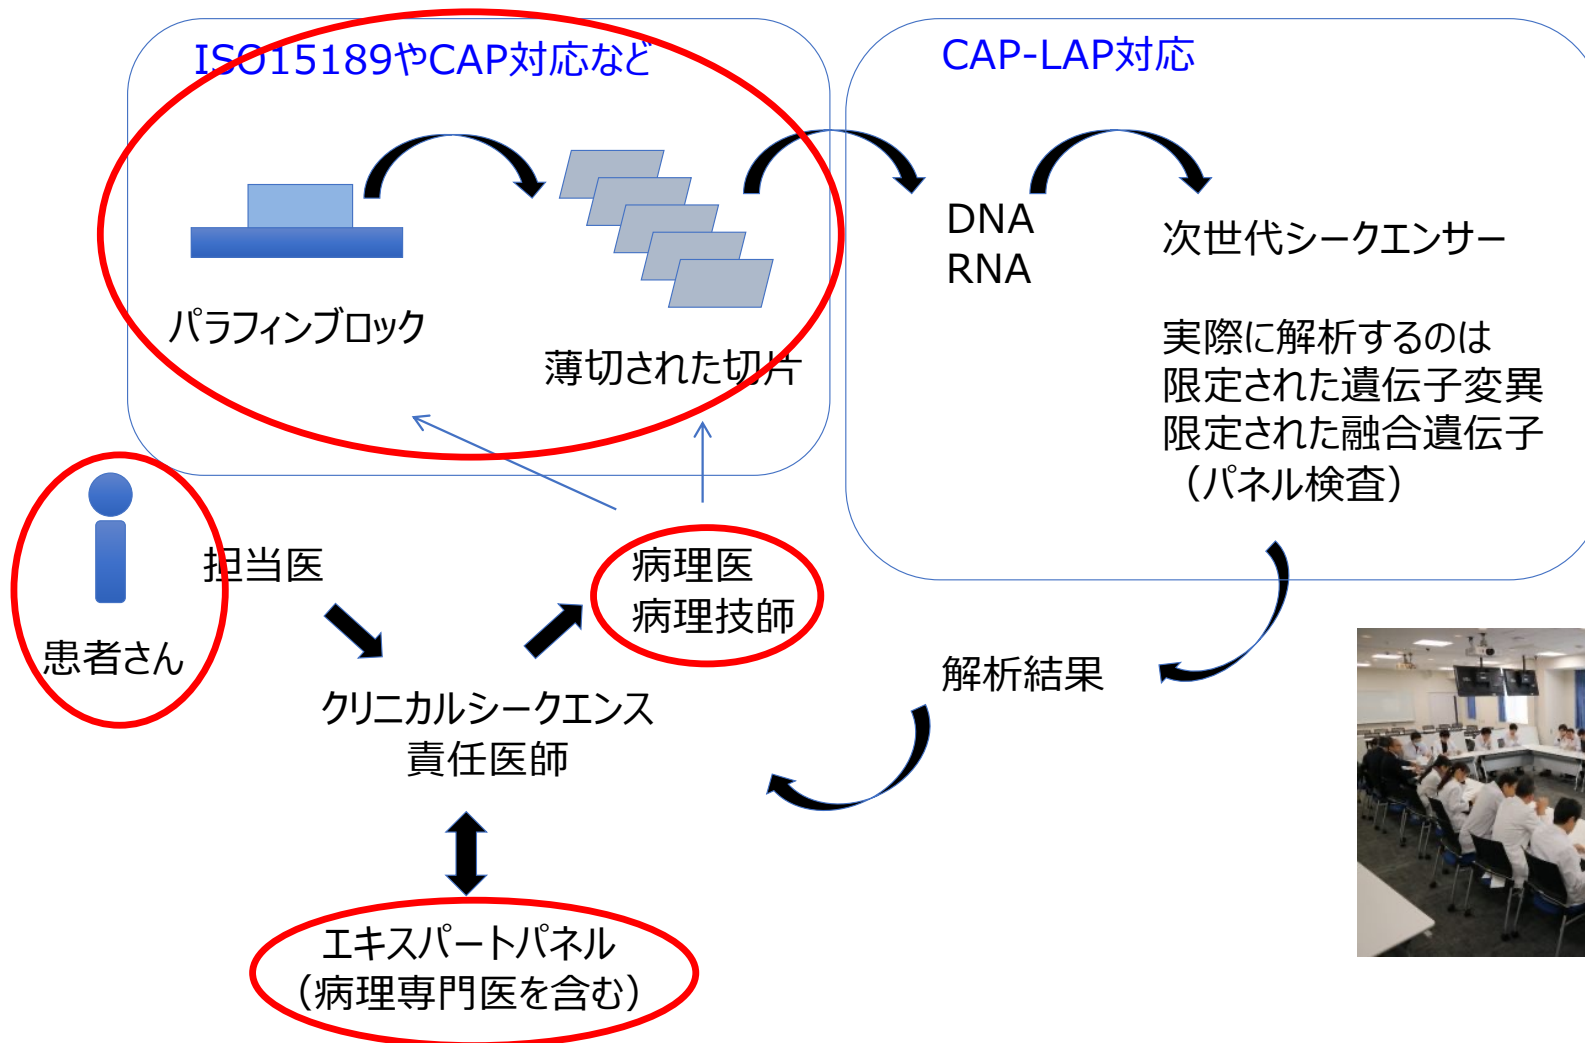 ISO15189やCAP対応など
CAP-LAP対応
パラフィンブロック
薄切された切片
DNA
RNA
次世代シークエンサー
実際に解析するのは
限定された遺伝子変異
限定された融合遺伝子
（パネル検査）
患者さん
担当医
病理医
病理技師
クリニカルシークエンス
責任医師
解析結果
エキスパートパネル
（病理専門医を含む）